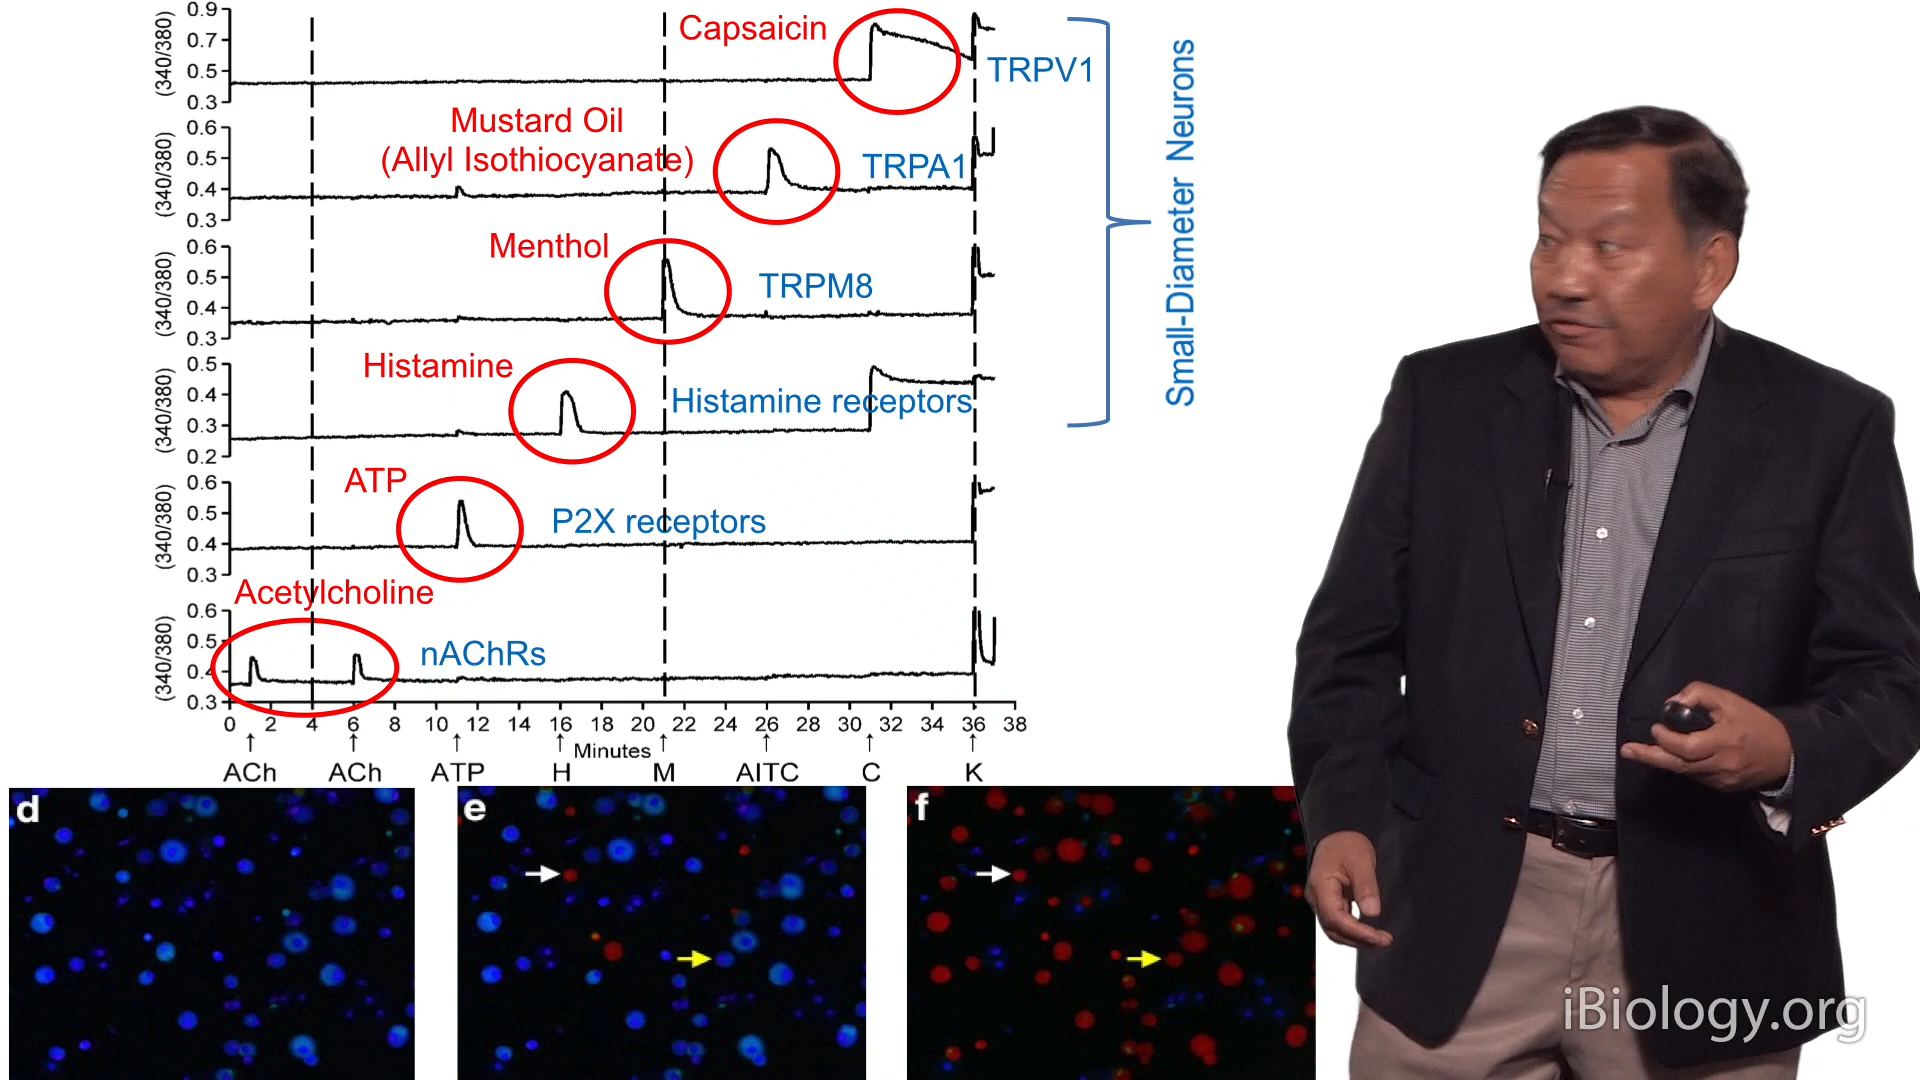 0.9
0.7
0.5
0.3
(340/380)
Capsaicin
TRPV1
0.6
0.5
0.4
0.3
(340/380)
Mustard Oil
(Allyl Isothiocyanate)
TRPA1
0.6
0.5
0.4
0.3
(340/380)
Menthol
TRPM8
0.5
0.4
0.3
0.2
(340/380)
Histamine
Histamine receptors
0.6
0.5
0.4
0.3
(340/380)
ATP
P2X receptors
0.6
0.5
0.4
0.3
(340/380)
Acetylcholine
nAChRs
Small-Diameter Neurons
0 2 4 6 8 10 12 14 16 18 20 22 24 26 28 30 32 34 36 38
Minutes
ACh ACh ATP H M AITC C K
d
e
f
iBiology.org